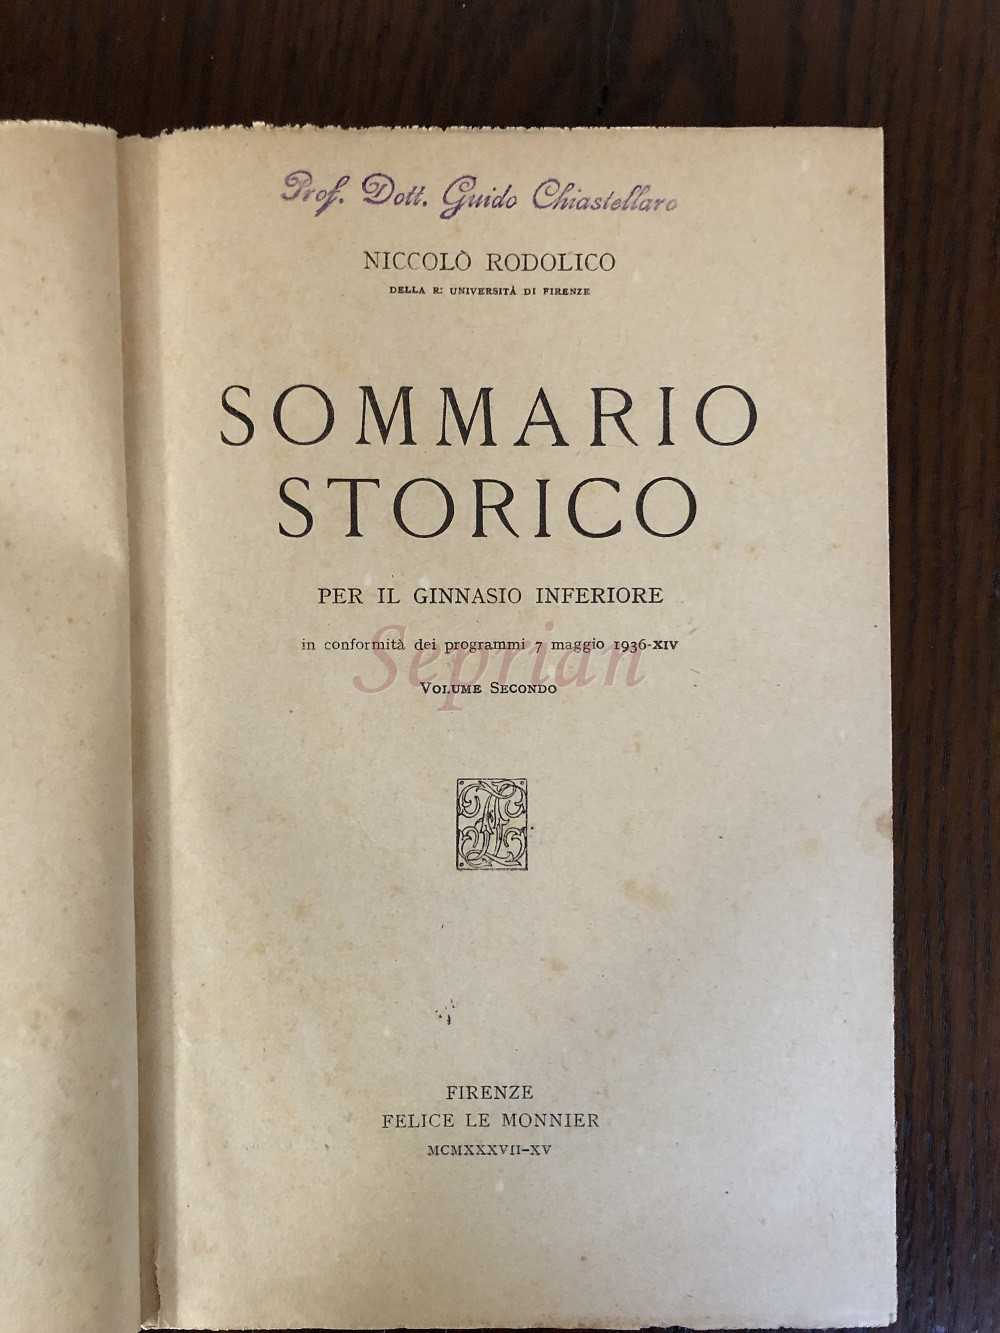 Prof. Dott. Guido Chiastellaro
NICCOLÒ RODOLICO
DELLA R. UNIVERSITÀ DI FIRENZE
SOMMARIO
STORICO
PER IL GINNASIO INFERIORE
in conformità dei programmi 7 maggio 1936-XIV
Seprian
VOLUME SECONDO
FIRENZE
FELICE LE MONNIER
MCMXXXVII-XV